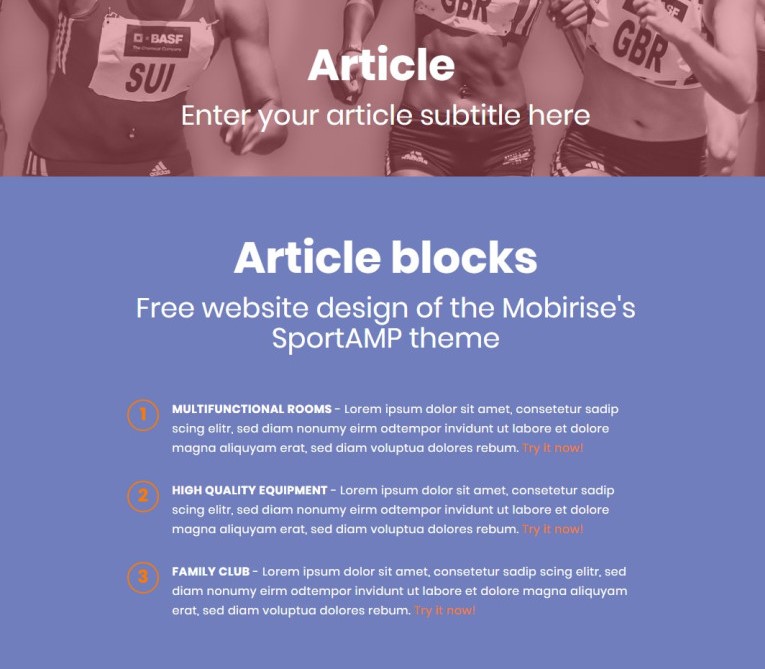 BASF
The Chemical Company
SUI
GBR
GBR
Article
Enter your article subtitle here
Article blocks
Free website design of the Mobirise's
SportAMP theme
1
MULTIFUNCTIONAL ROOMS - Lorem ipsum dolor sit amet, consetetur sadip
scing elitr, sed diam nonumy eirm odtempor invidunt ut labore et dolore
magna aliquyam erat, sed diam voluptua dolores rebum. Try it now!
2
HIGH QUALITY EQUIPMENT - Lorem ipsum dolor sit amet, consetetur sadip
scing elitr, sed diam nonumy eirm odtempor invidunt ut labore et dolore
magna aliquyam erat, sed diam voluptua dolores rebum. Try it now!
3
FAMILY CLUB - Lorem ipsum dolor sit amet, consetetur sadip scing elitr, sed
diam nonumy eirm odtempor invidunt ut labore et dolore magna aliquyam
erat, sed diam voluptua dolores rebum. Try it now!